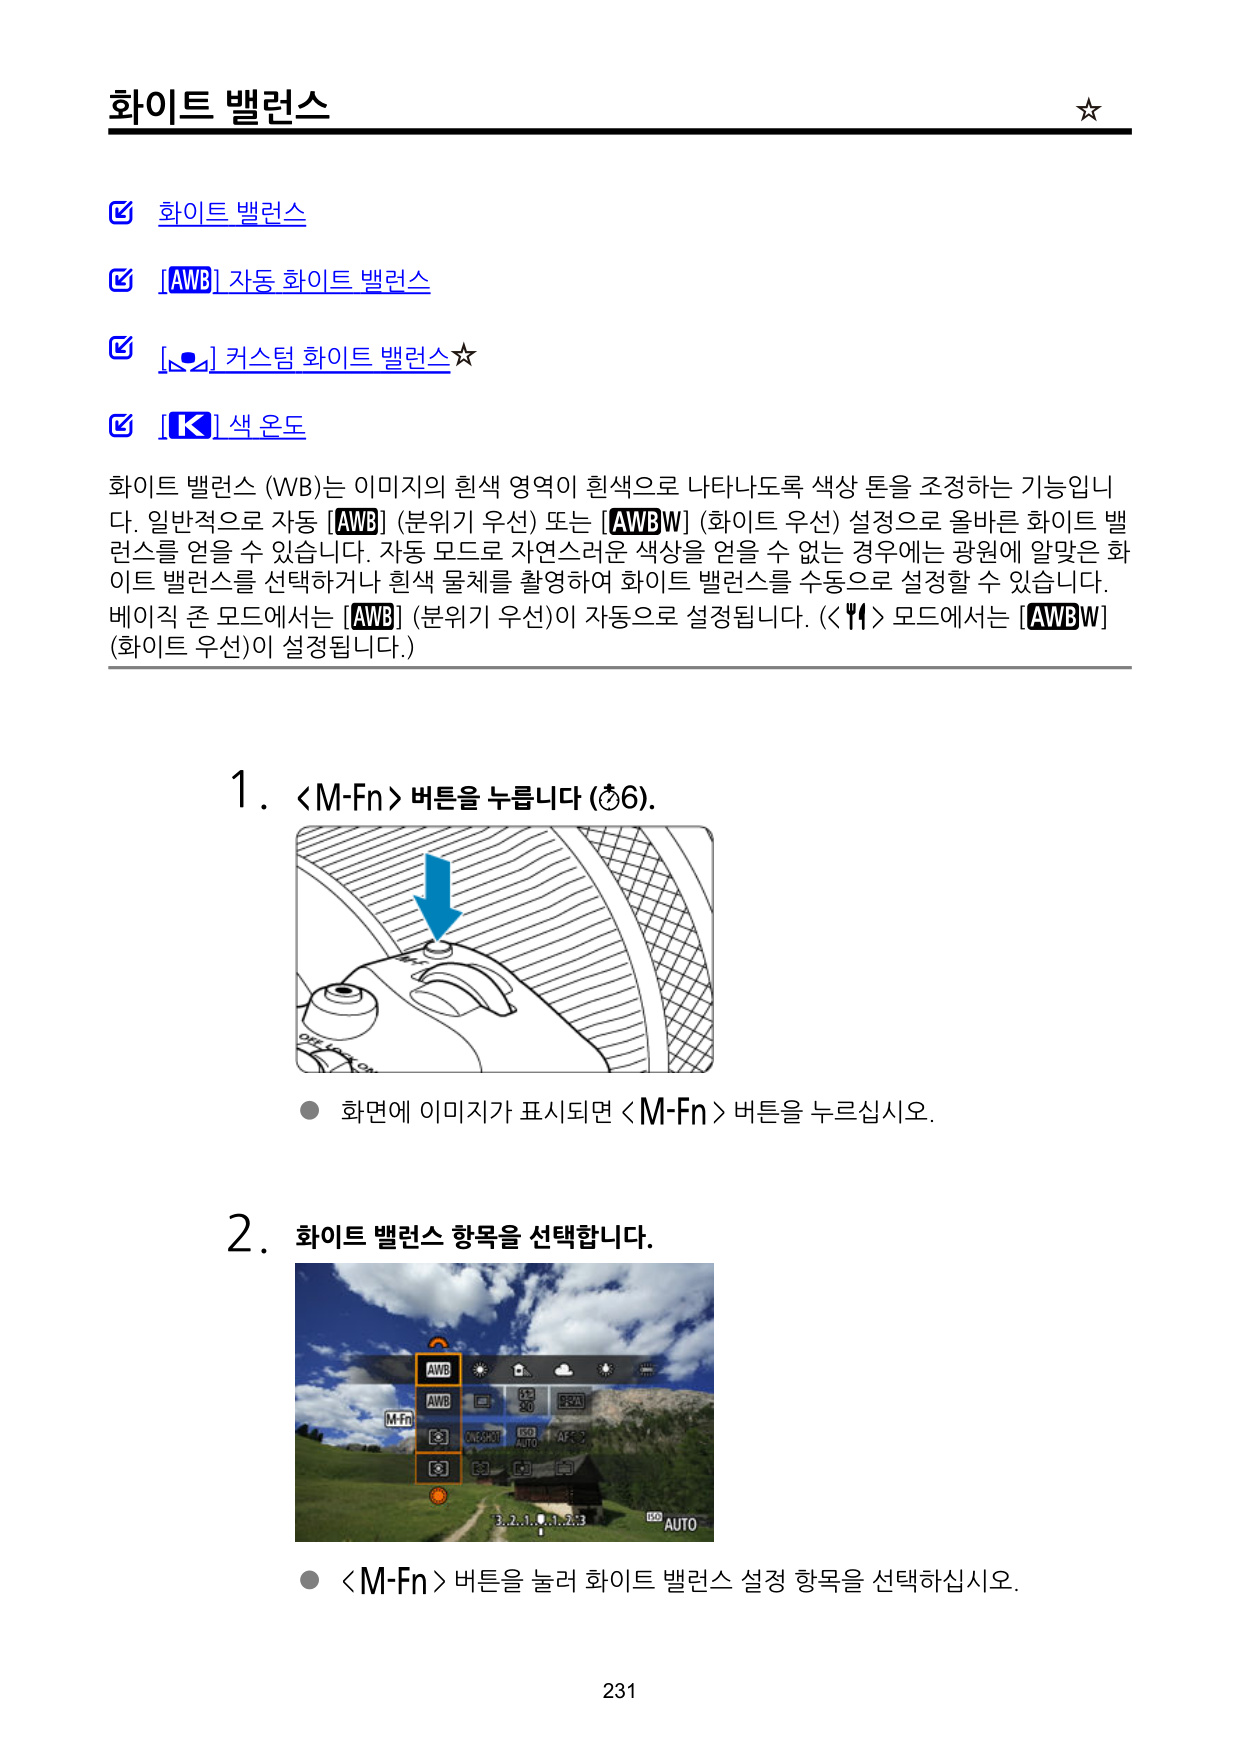 화이트 밸런스 ☆
화이트 밸런스
[AWB] 자동 화이트 밸런스
[] 커스텀 화이트 밸런스☆
[K] 색 온도
화이트 밸런스 (WB)는 이미지의 흰색 영역이 흰색으로 나타나도록 색상 톤을 조정하는 기능입니
다. 일반적으로 자동 [AWB] (분위기 우선) 또는 [AWBW] (화이트 우선) 설정으로 올바른 화이트 밸
런스를 얻을 수 있습니다. 자동 모드로 자연스러운 색상을 얻을 수 없는 경우에는 광원에 알맞은 화
이트 밸런스를 선택하거나 흰색 물체를 촬영하여 화이트 밸런스를 수동으로 설정할 수 있습니다.
베이직 존 모드에서는 [AWB] (분위기 우선)이 자동으로 설정됩니다. (< > 모드에서는 [AWBW]
(화이트 우선)이 설정됩니다.)
1. <M-Fn> 버튼을 누릅니다 (6).
M-F
OFF LOCK ON
● 화면에 이미지가 표시되면 <M-Fn> 버튼을 누르십시오.
2. 화이트 밸런스 항목을 선택합니다.
AWB
AWB
M-Fn
ONE SHOT ISO AUTO
3..2..1..0..1..2..3 ISO AUTO
● <M-Fn> 버튼을 눌러 화이트 밸런스 설정 항목을 선택하십시오.
231